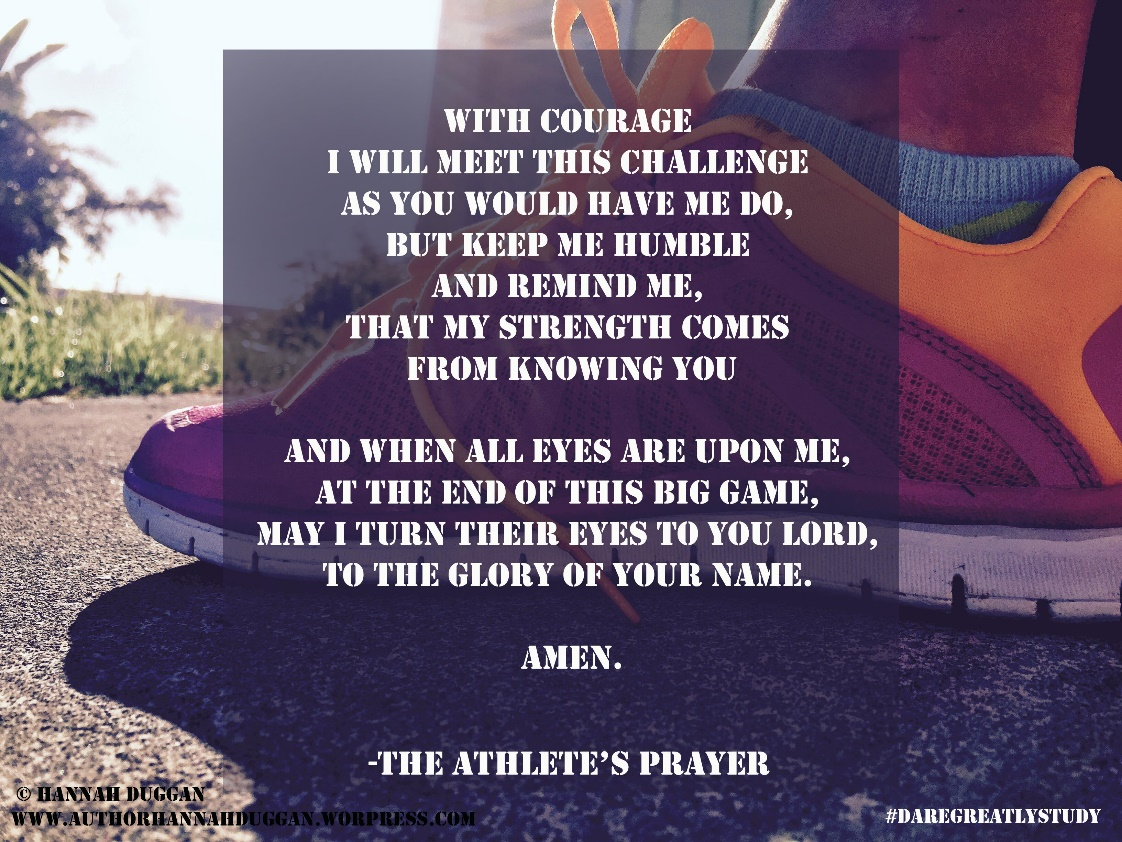 WITH COURAGE
I WILL MEET THIS CHALLENGE
AS YOU WOULD HAVE ME DO,
BUT KEEP ME HUMBLE
AND REMIND ME,
THAT MY STRENGTH COMES
FROM KNOWING YOU
AND WHEN ALL EYES ARE UPON ME,
AT THE END OF THIS BIG GAME,
MAY I TURN THEIR EYES TO YOU LORD,
TO THE GLORY OF YOUR NAME.
AMEN.
-THE ATHLETE'S PRAYER
© HANNAH DUGGAN
WWW.AUTHORHANNAHDUGGAN.WORPRESS.COM
#DAREGREATLYSTUDY